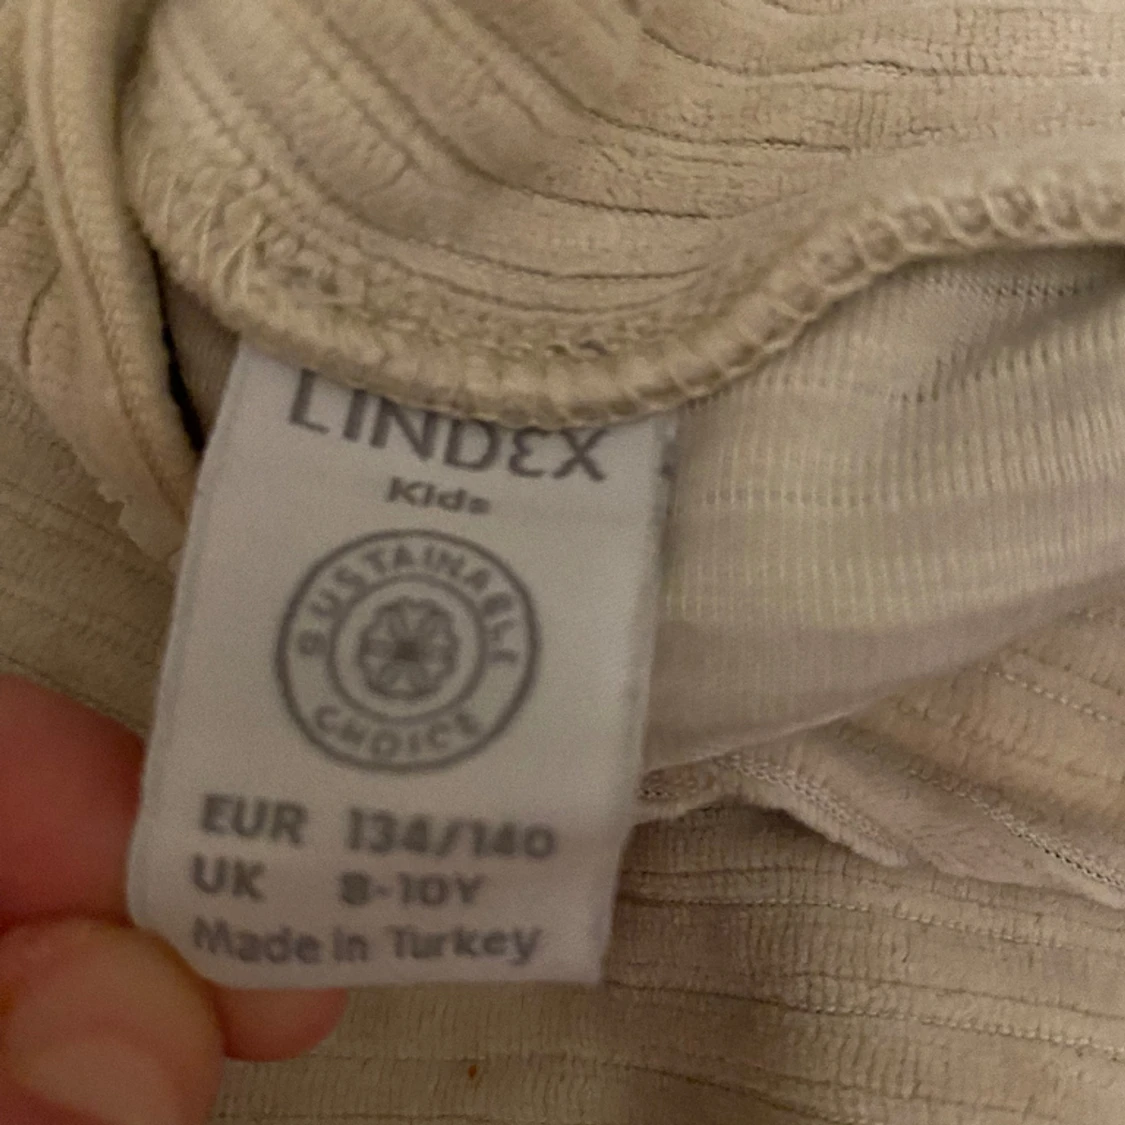 LINDEX
Kids
SUSTAINABLE
CHOICE
EUR 134/140
UK 8-10Y
Made in Turkey